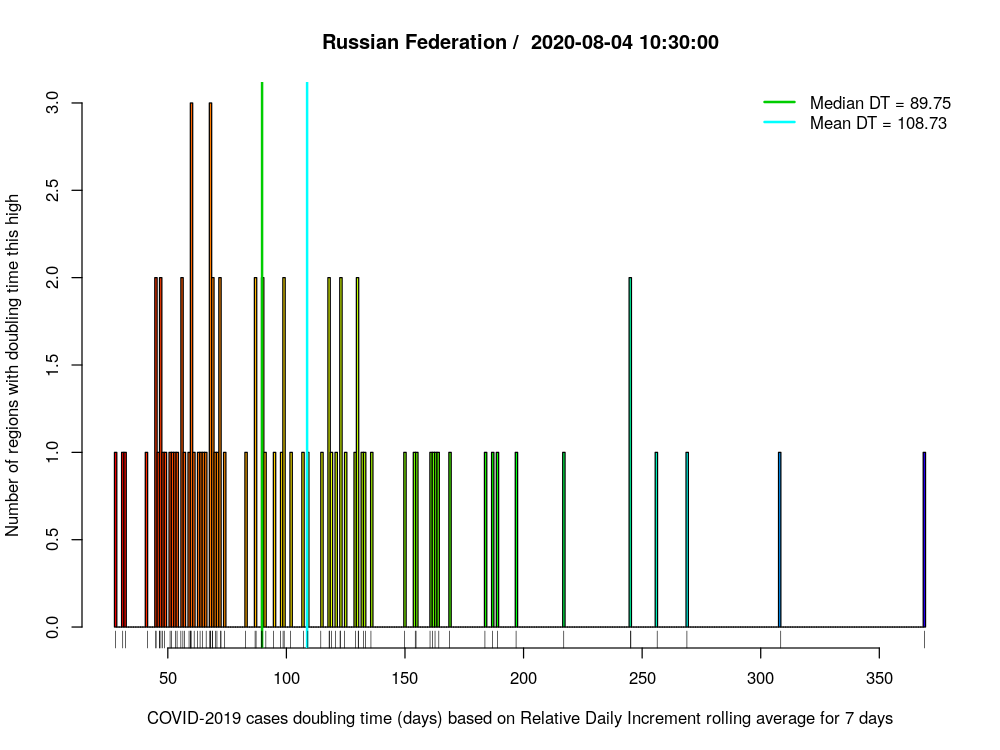 Russian Federation /  2020-08-04 10:30:00
Median DT = 89.75
Mean DT = 108.73
Number of regions with doubling time this high
3.0
2.5
2.0
1.5
1.0
0.5
0.0
50 100 150 200 250 300 350
COVID-2019 cases doubling time (days) based on Relative Daily Increment rolling average for 7 days